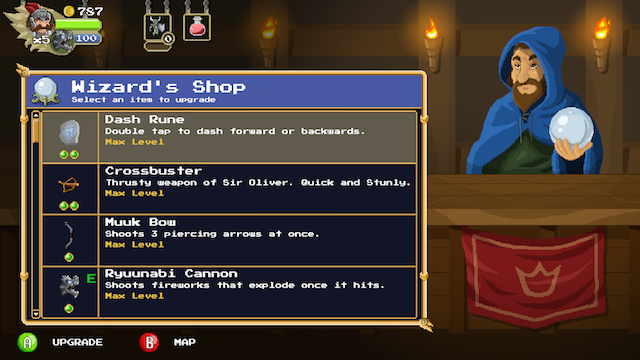 787
x5
100
0
Wizard's Shop
Select an item to upgrade
Dash Rune
Double tap to dash forward or backwards.
Max Level
Crossbuster
Thrusty weapon of Sir Oliver. Quick and Stunly.
Max Level
Muuk Bow
Shoots 3 piercing arrows at once.
Max Level
E
Ryuunabi Cannon
Shoots fireworks that explode once it hits.
Max Level
A UPGRADE B MAP